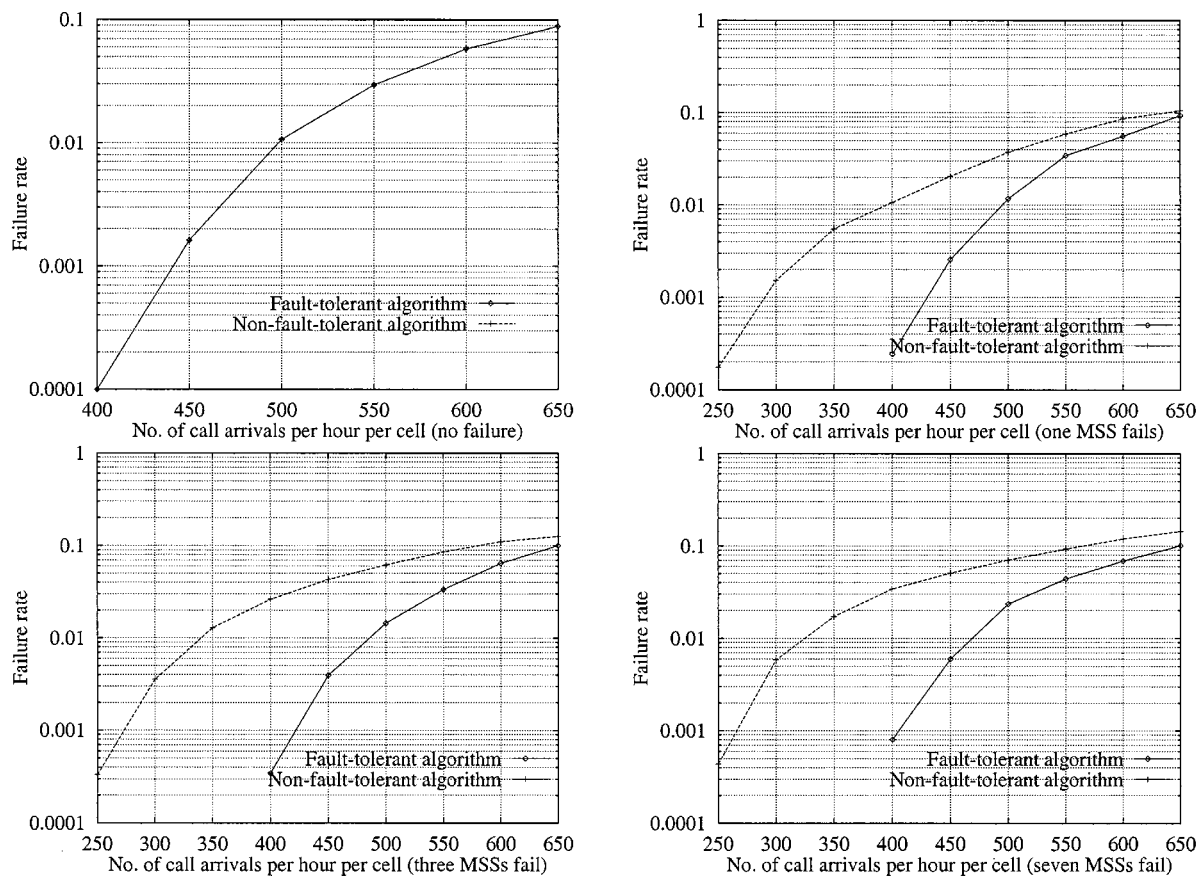 0.1
0.01
0.001
0.0001
Failure rate
Fault-tolerant algorithm
Non-fault-tolerant algorithm
400 450 500 550 600 650
No. of call arrivals per hour per cell (no failure)
1
0.1
0.01
0.001
0.0001
Failure rate
Fault-tolerant algorithm
Non-fault-tolerant algorithm
250 300 350 400 450 500 550 600 650
No. of call arrivals per hour per cell (one MSS fails)
1
0.1
0.01
0.001
0.0001
Failure rate
Fault-tolerant algorithm
Non-fault-tolerant algorithm
250 300 350 400 450 500 550 600 650
No. of call arrivals per hour per cell (three MSSs fail)
1
0.1
0.01
0.001
0.0001
Failure rate
Fault-tolerant algorithm
Non-fault-tolerant algorithm
250 300 350 400 450 500 550 600 650
No. of call arrivals per hour per cell (seven MSSs fail)